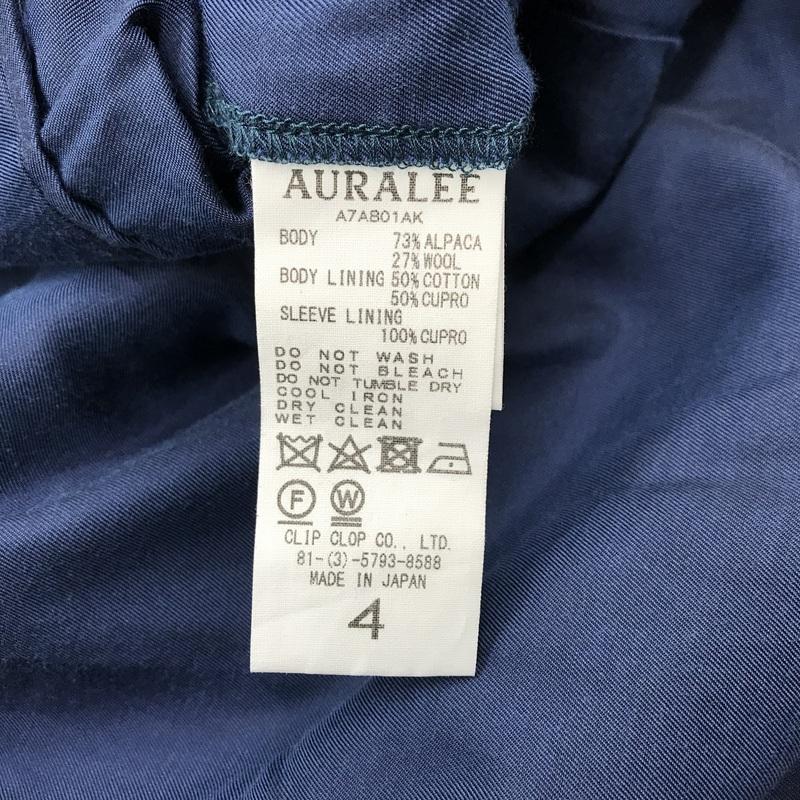 AURALEE
A7AB01AK
BODY 73% ALPACA
27% WOOL
BODY LINING 50% COTTON
50% CUPRO
SLEEVE LINING
100% CUPRO
DO NOT WASH
DO NOT BLEACH
DO NOT TUMBLE DRY
COOL IRON
DRY CLEAN
WET CLEAN
F W
CLIP CLOP CO., LTD.
81-(3)-5793-8588
MADE IN JAPAN
4